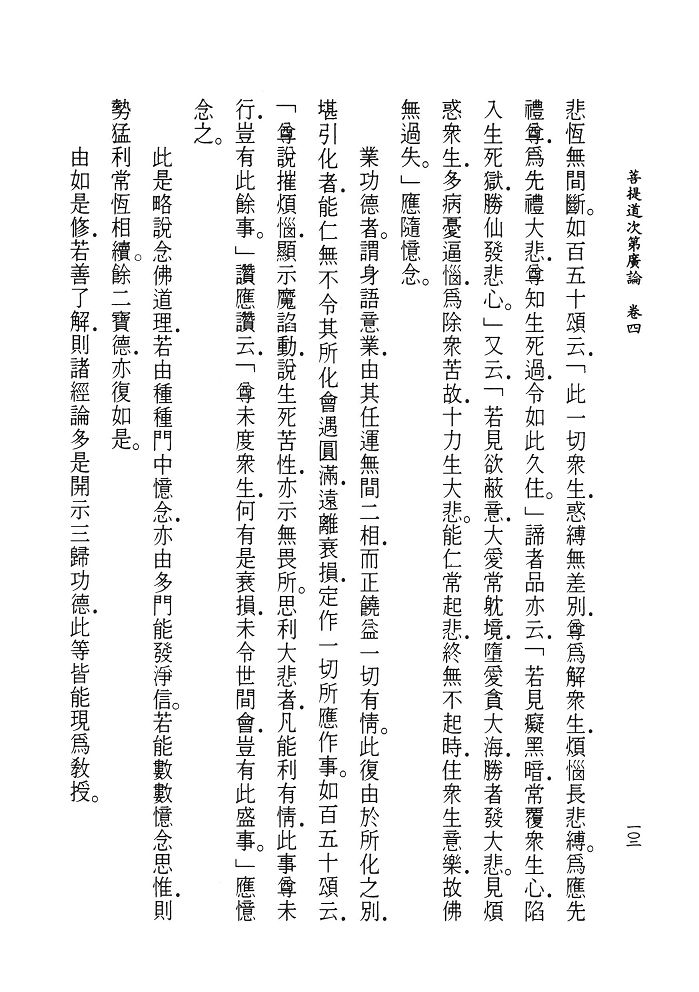 菩提道次第廣論　卷四
一〇二
悲恆無間斷。如百五十頌云．「此一切衆生．惑縛無差別．尊爲解衆生．煩惱長悲縛。爲應先
禮尊．爲先禮大悲．尊知生死過．令如此久住。」諦者品亦云．「若見癡黑暗．常覆衆生心．陷
入生死獄．勝仙發悲心。」又云．「若見欲蔽意．大愛常躭境．墮愛貪大海．勝者發大悲。見煩
惑衆生．多病憂逼惱．爲除衆苦故．十力生大悲。能仁常起悲．終無不起時．住衆生意樂．故佛
無過失。」應隨憶念。
業功德者．謂身語意業．由其任運無間二相．而正饒益一切有情。此復由於所化之別．
堪引化者．能仁無不令其所化會遇圓滿．遠離衰損．定作一切所應作事。如百五十頌云．
「尊說摧煩惱．顯示魔諂動．說生死苦性．亦示無畏所。思利大悲者．凡能利有情．此事尊未
行．豈有此餘事。」讚應讚云．「尊未度衆生．何有是衰損．未令世間會．豈有此盛事。」應憶
念之。
此是略說念佛道理．若由種種門中憶念．亦由多門能發淨信。若能數數憶念思惟．則
勢猛利常恆相續。餘二寶德．亦復如是。
由如是修．若善了解．則諸經論多是開示三歸功德．此等皆能現爲敎授。